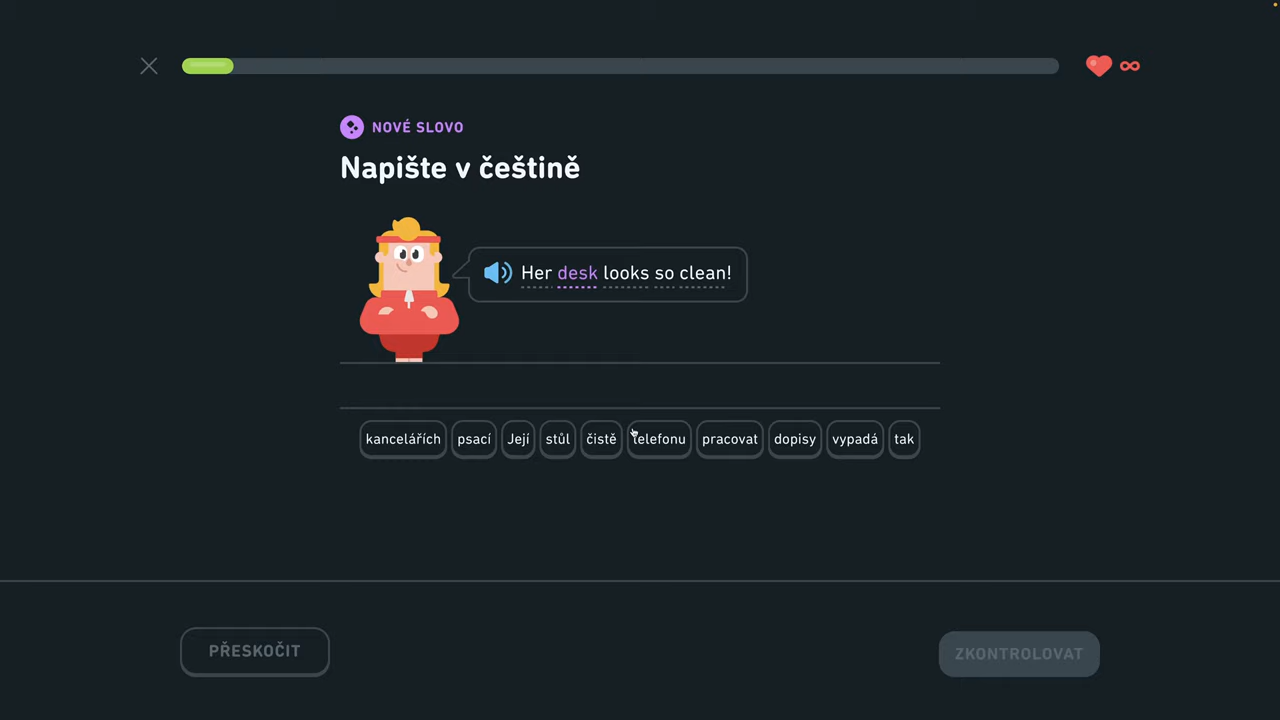 NOVÉ SLOVO
Napište v češtině
Her desk looks so clean!
kancelářích psací Její stůl čistě telefonu pracovat dopisy vypadá tak
PŘESKOČIT
ZKONTROLOVAT